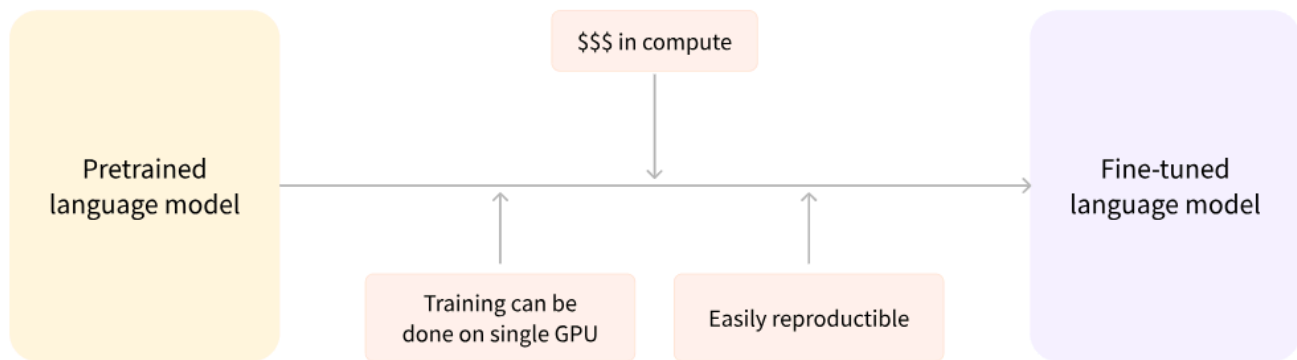 $$$ in compute
Pretrained
language model
Fine-tuned
language model
Training can be
done on single GPU
Easily reproductible